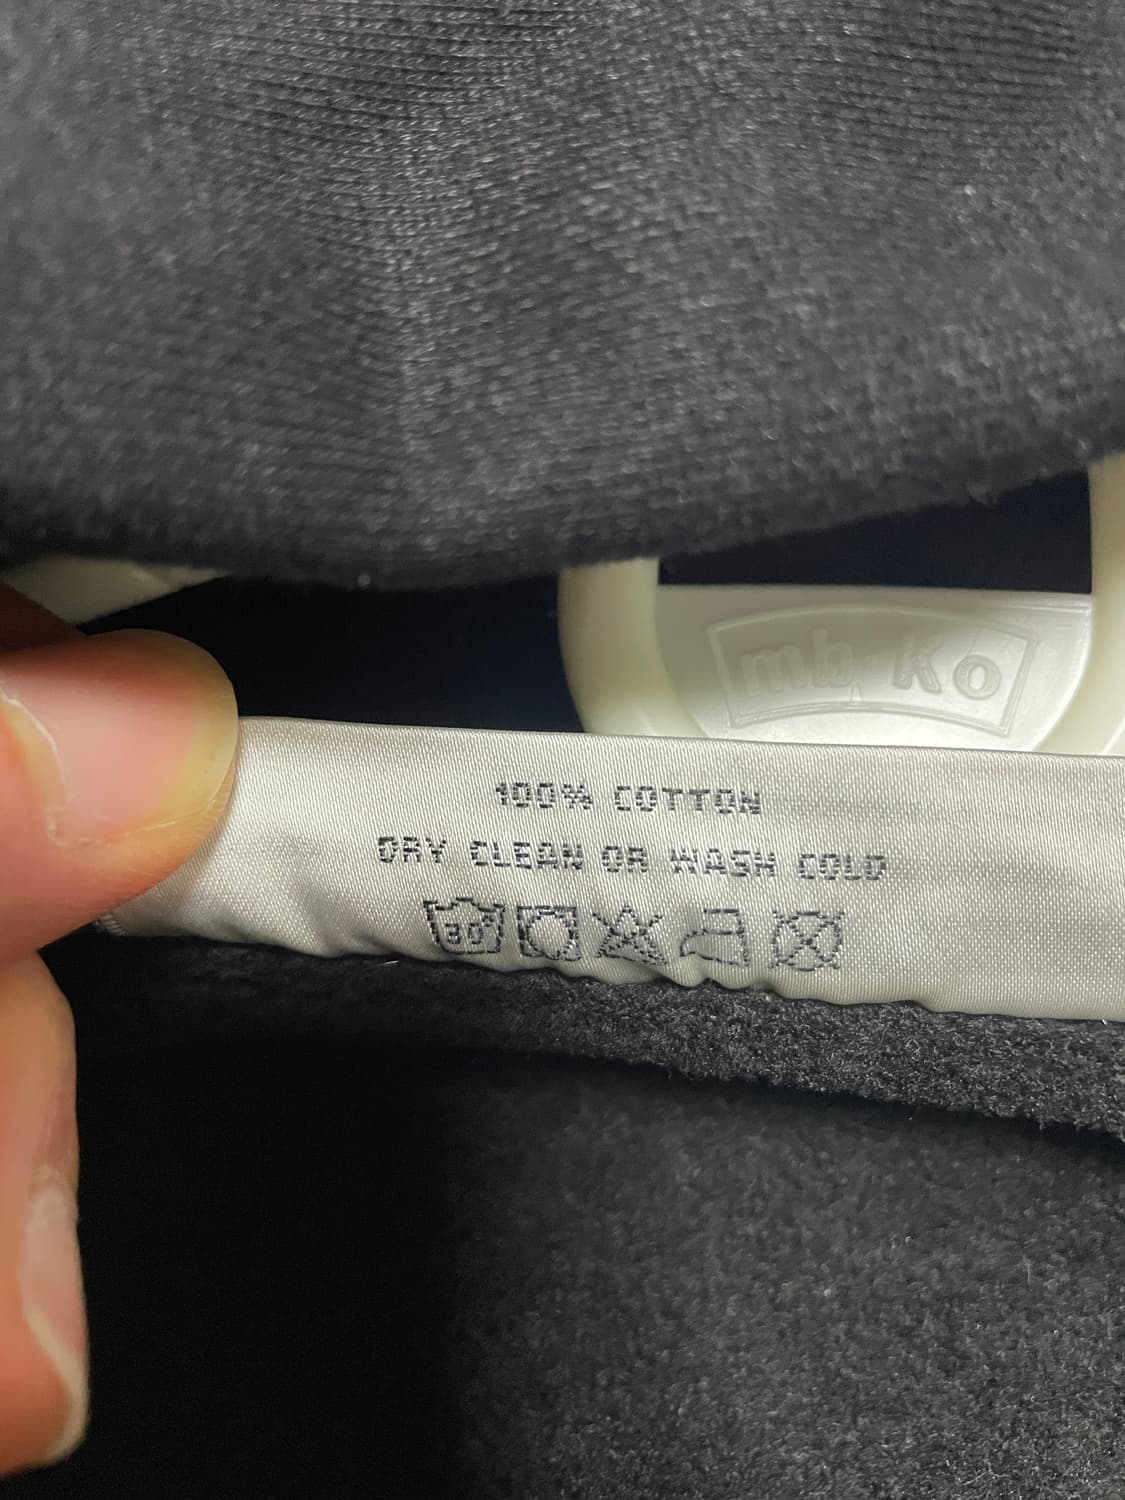 mb Ko
100% COTTON
DRY CLEAN OR WASH COLD
30°